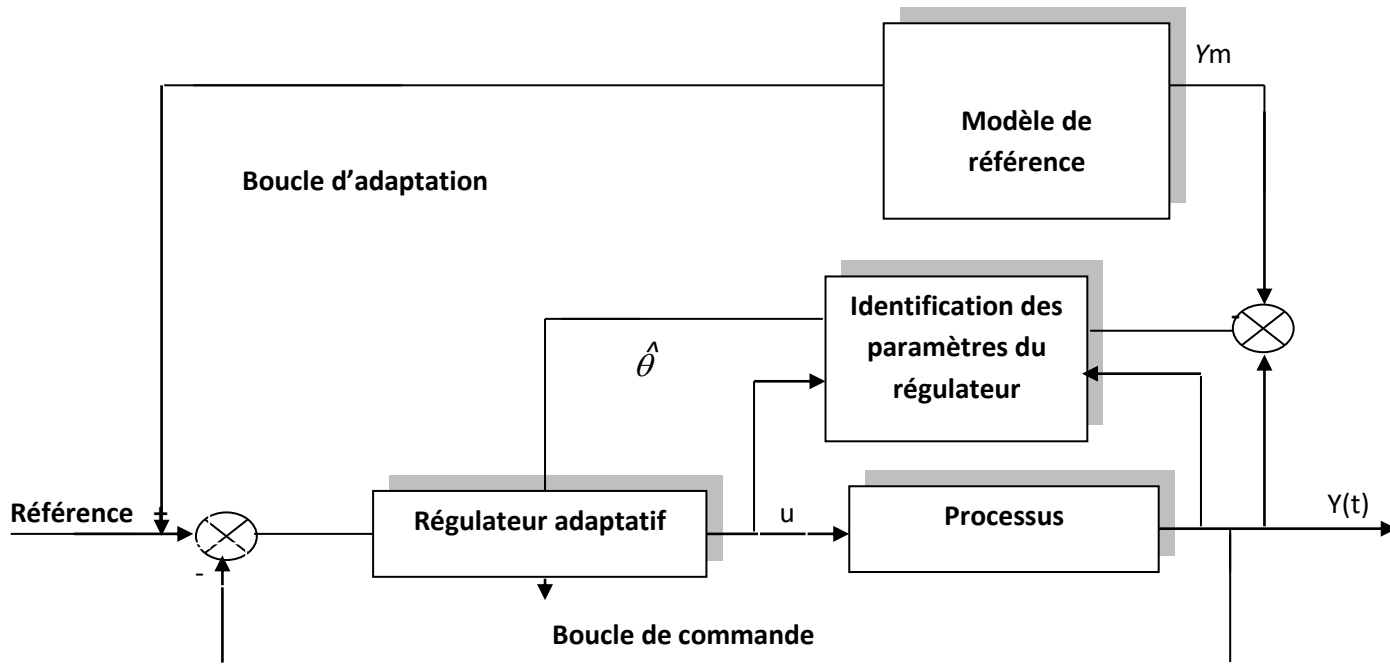 Ym
Modèle de
référence
Boucle d'adaptation
Identification des
paramètres du
régulateur
-
θ̂
Référence
+
Régulateur adaptatif
u
Processus
Y(t)
-
Boucle de commande